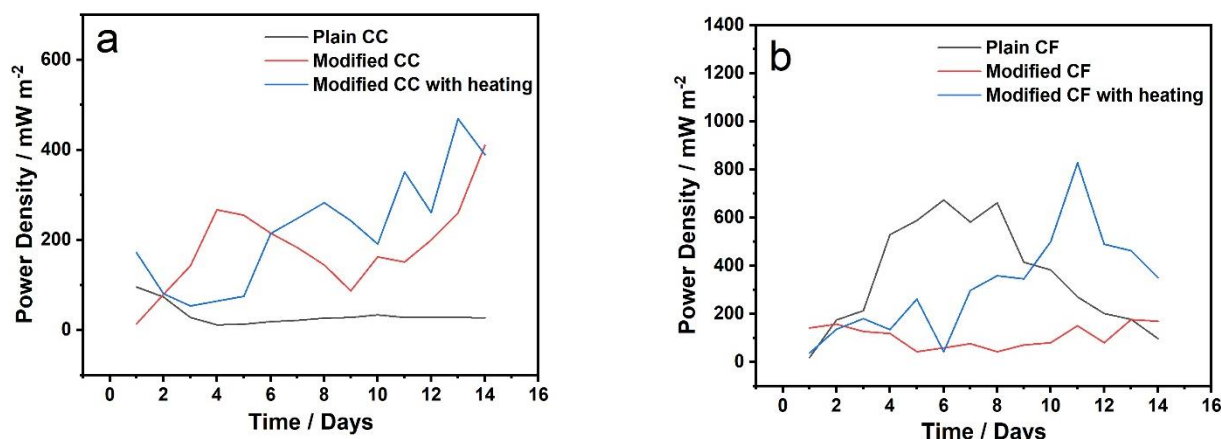 a
Plain CC
Modified CC
Modified CC with heating
Power Density / mW m-2
600
400
200
0
0 2 4 6 8 10 12 14 16
Time / Days
b
Plain CF
Modified CF
Modified CF with heating
Power Density / mW m-2
1400
1200
1000
800
600
400
200
0
0 2 4 6 8 10 12 14 16
Time / Days